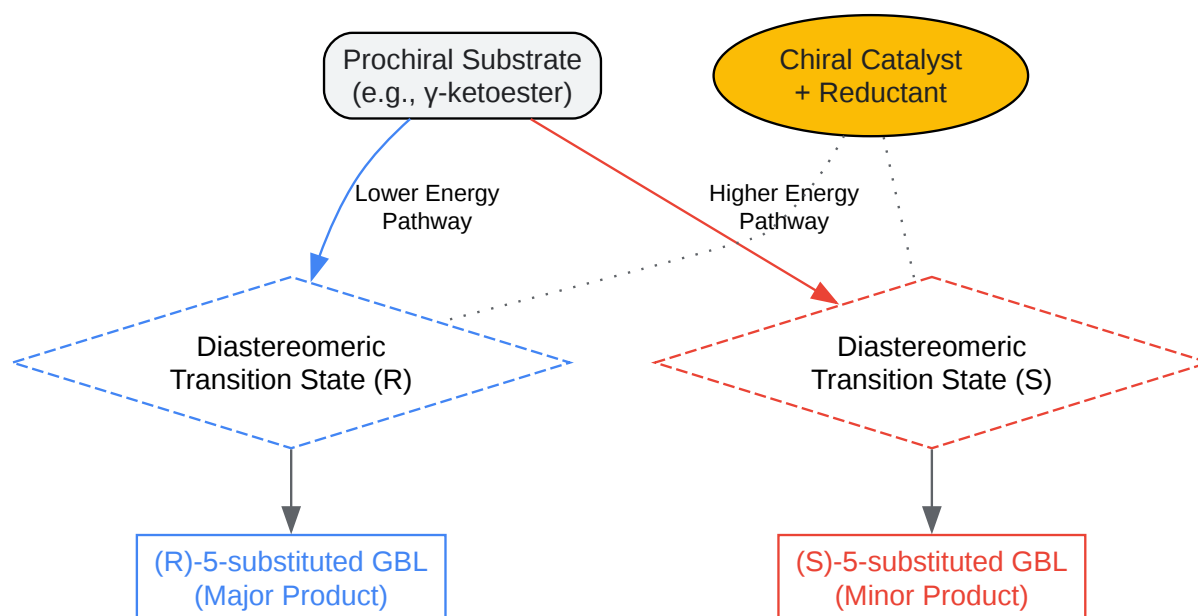 Prochiral Substrate
(e.g., γ-ketoester)
Chiral Catalyst
+ Reductant
Lower Energy
Pathway
Higher Energy
Pathway
Diastereomeric
Transition State (R)
Diastereomeric
Transition State (S)
(R)-5-substituted GBL
(Major Product)
(S)-5-substituted GBL
(Minor Product)